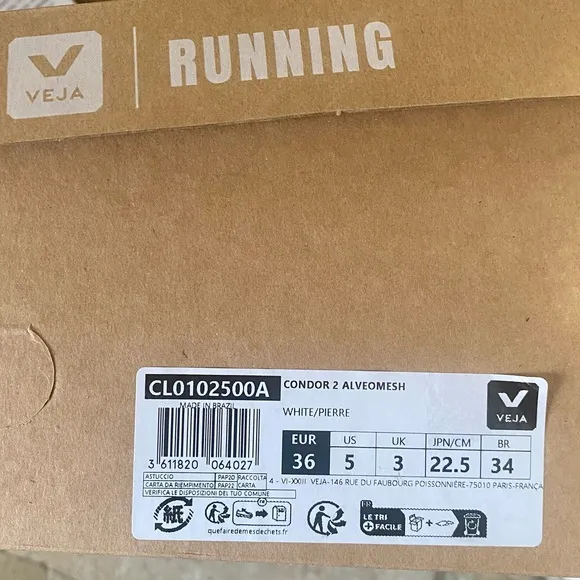 VEJA
RUNNING
CL0102500A
CONDOR 2 ALVEOMESH
MADE IN BRAZIL
WHITE/PIERRE
VEJA
EUR US UK JPN/CM BR
36 5 3 22.5 34
3 611820 064027
ASTUCCIO PAP20 RACCOLTA
CARTA DA RIEMPIMENTO PAP22 CARTA
VERIFICA LE DISPOSIZIONI DEL TUO COMUNE
4 - VI-XXIII VEJA-146 RUE DU FAUBOURG POISSONNIÈRE-75010 PARIS-FRANÇA
紙
quefairedemesdechets.fr
FR
LE TRI
+ FACILE